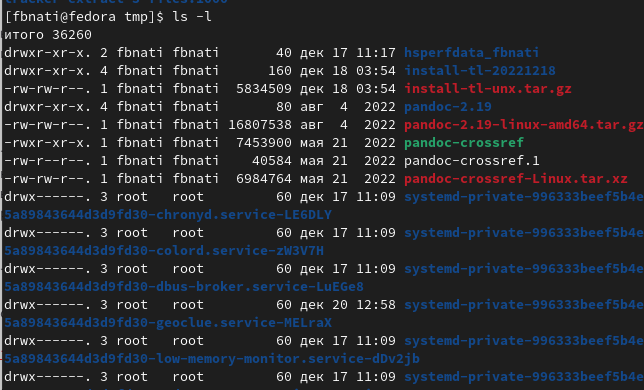 [fbnati@fedora tmp]$ ls -l
итого 36260
drwxr-xr-x. 2 fbnati fbnati       40 дек 17 11:17 hsperfdata_fbnati
drwxr-xr-x. 4 fbnati fbnati      160 дек 18 03:54 install-tl-20221218
-rw-rw-r--. 1 fbnati fbnati  5834509 дек 18 03:54 install-tl-unx.tar.gz
drwxr-xr-x. 4 fbnati fbnati       80 авг  4  2022 pandoc-2.19
-rw-rw-r--. 1 fbnati fbnati 16807538 авг  4  2022 pandoc-2.19-linux-amd64.tar.gz
-rwxr-xr-x. 1 fbnati fbnati  7453900 мая 21  2022 pandoc-crossref
-rw-r--r--. 1 fbnati fbnati    40584 мая 21  2022 pandoc-crossref.1
-rw-rw-r--. 1 fbnati fbnati  6984764 мая 21  2022 pandoc-crossref-Linux.tar.xz
drwx------. 3 root   root         60 дек 17 11:09 systemd-private-996333beef5b4e
5a89843644d3d9fd30-chronyd.service-LE6DLY
drwx------. 3 root   root         60 дек 17 11:09 systemd-private-996333beef5b4e
5a89843644d3d9fd30-colord.service-zW3V7H
drwx------. 3 root   root         60 дек 17 11:09 systemd-private-996333beef5b4e
5a89843644d3d9fd30-dbus-broker.service-LuEGe8
drwx------. 3 root   root         60 дек 20 12:58 systemd-private-996333beef5b4e
5a89843644d3d9fd30-geoclue.service-MELraX
drwx------. 3 root   root         60 дек 17 11:09 systemd-private-996333beef5b4e
5a89843644d3d9fd30-low-memory-monitor.service-dDv2jb
drwx------. 3 root   root         60 дек 17 11:09 systemd-private-996333beef5b4e